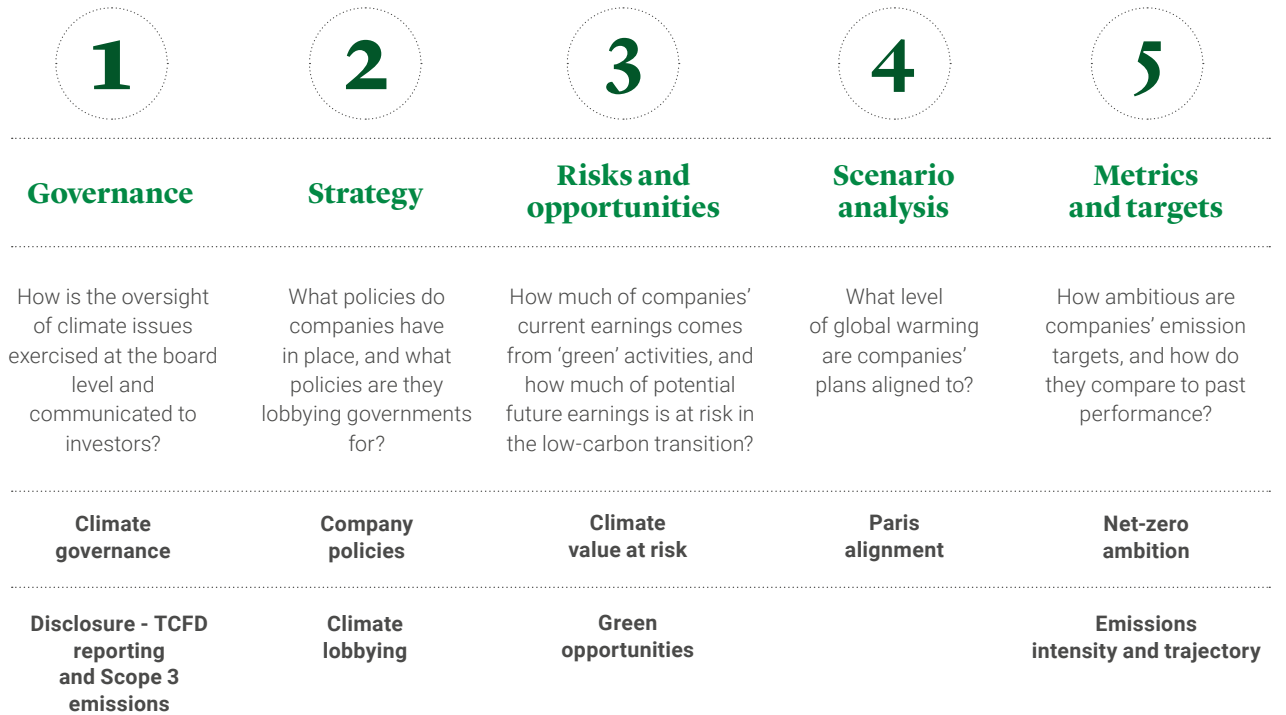 1
2
3
4
5
Governance
Strategy
Risks and
opportunities
Scenario
analysis
Metrics
and targets
How is the oversight
of climate issues
exercised at the board
level and
communicated to
investors?
What policies do
companies have
in place, and what
policies are they
lobbying governments
for?
How much of companies’
current earnings comes
from ‘green’ activities, and
how much of potential
future earnings is at risk in
the low-carbon transition?
What level
of global warming
are companies’
plans aligned to?
How ambitious are
companies’ emission
targets, and how do
they compare to past
performance?
Climate
governance
Company
policies
Climate
value at risk
Paris
alignment
Net-zero
ambition
Disclosure - TCFD
reporting
and Scope 3
emissions
Climate
lobbying
Green
opportunities
Emissions
intensity and trajectory